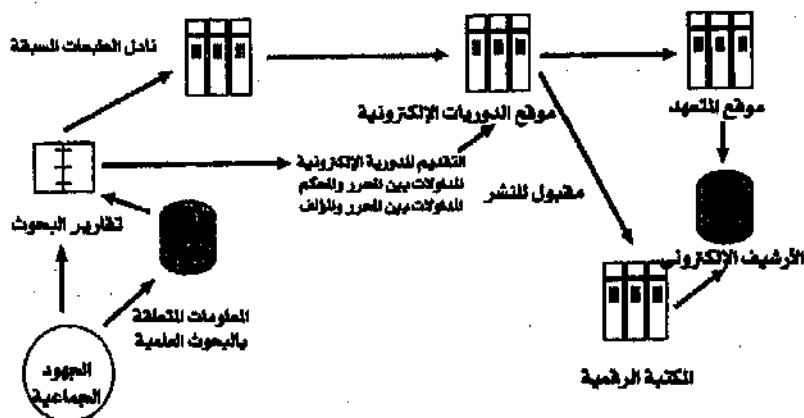 نادل الطبعات المسبقة
موقع الدوريات الإلكترونية
موقع المتعهد
التقديم للدورية الإلكترونية
المداولات بين المحرر والمحكم
المداولات بين المحرر والمؤلف
مقبول للنشر
تقارير البحوث
الأرشيف الإلكتروني
المعلومات المتعلقة
بالبحوث العلمية
الجهود
الجماعية
المكتبة الرقمية